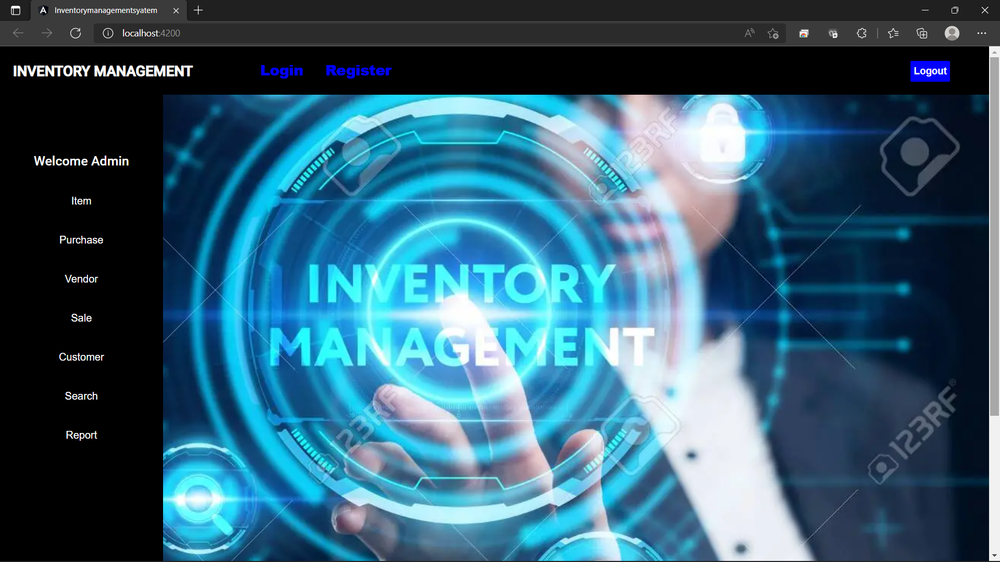 Inventorymanagementsyatem
localhost:4200
INVENTORY MANAGEMENT
Login
Register
Logout
Welcome Admin
Item
Purchase
Vendor
Sale
Customer
Search
Report
INVENTORY
MANAGEMENT
123RF
123RF
123RF®